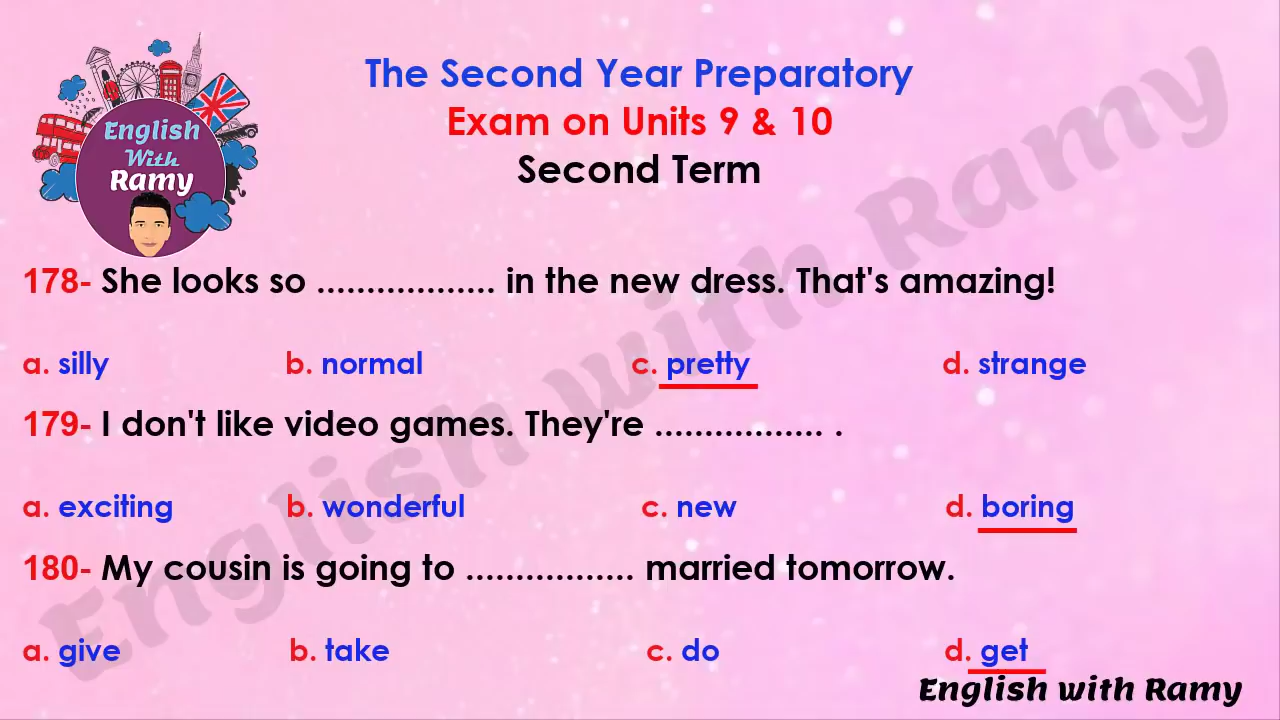 The Second Year Preparatory
Exam on Units 9 & 10
Second Term
English
With
Ramy
178- She looks so .................. in the new dress. That's amazing!
a. silly b. normal c. pretty d. strange
179- I don't like video games. They're ................. .
a. exciting b. wonderful c. new d. boring
180- My cousin is going to ................. married tomorrow.
a. give b. take c. do d. get
English with Ramy
English with Ramy